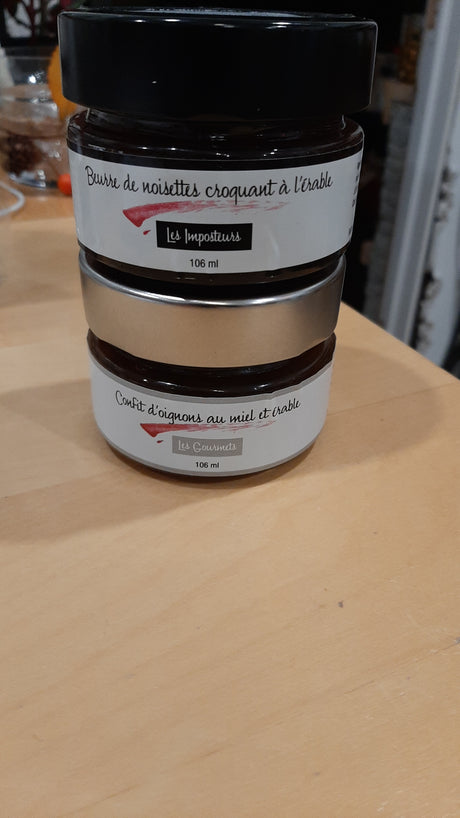 Beurre de noisettes croquant à l'érable
Les Imposteurs
106 ml
Confit d'oignons au miel et érable
Les Gourmets
106 ml